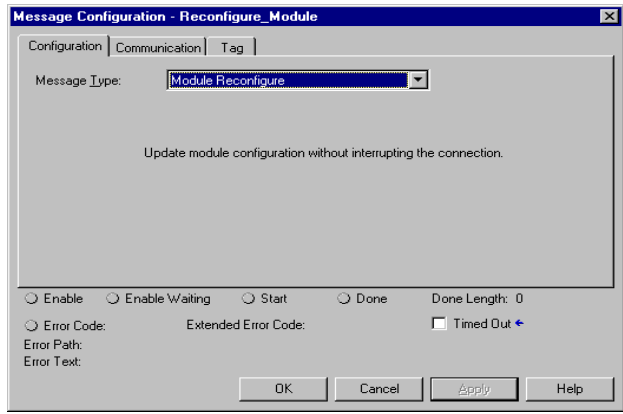 Message Configuration - Reconfigure_Module
Configuration Communication Tag
Message Type: Module Reconfigure
Update module configuration without interrupting the connection.
Enable Enable Waiting Start Done Done Length: 0
Error Code: Extended Error Code: Timed Out
Error Path:
Error Text:
OK Cancel Apply Help